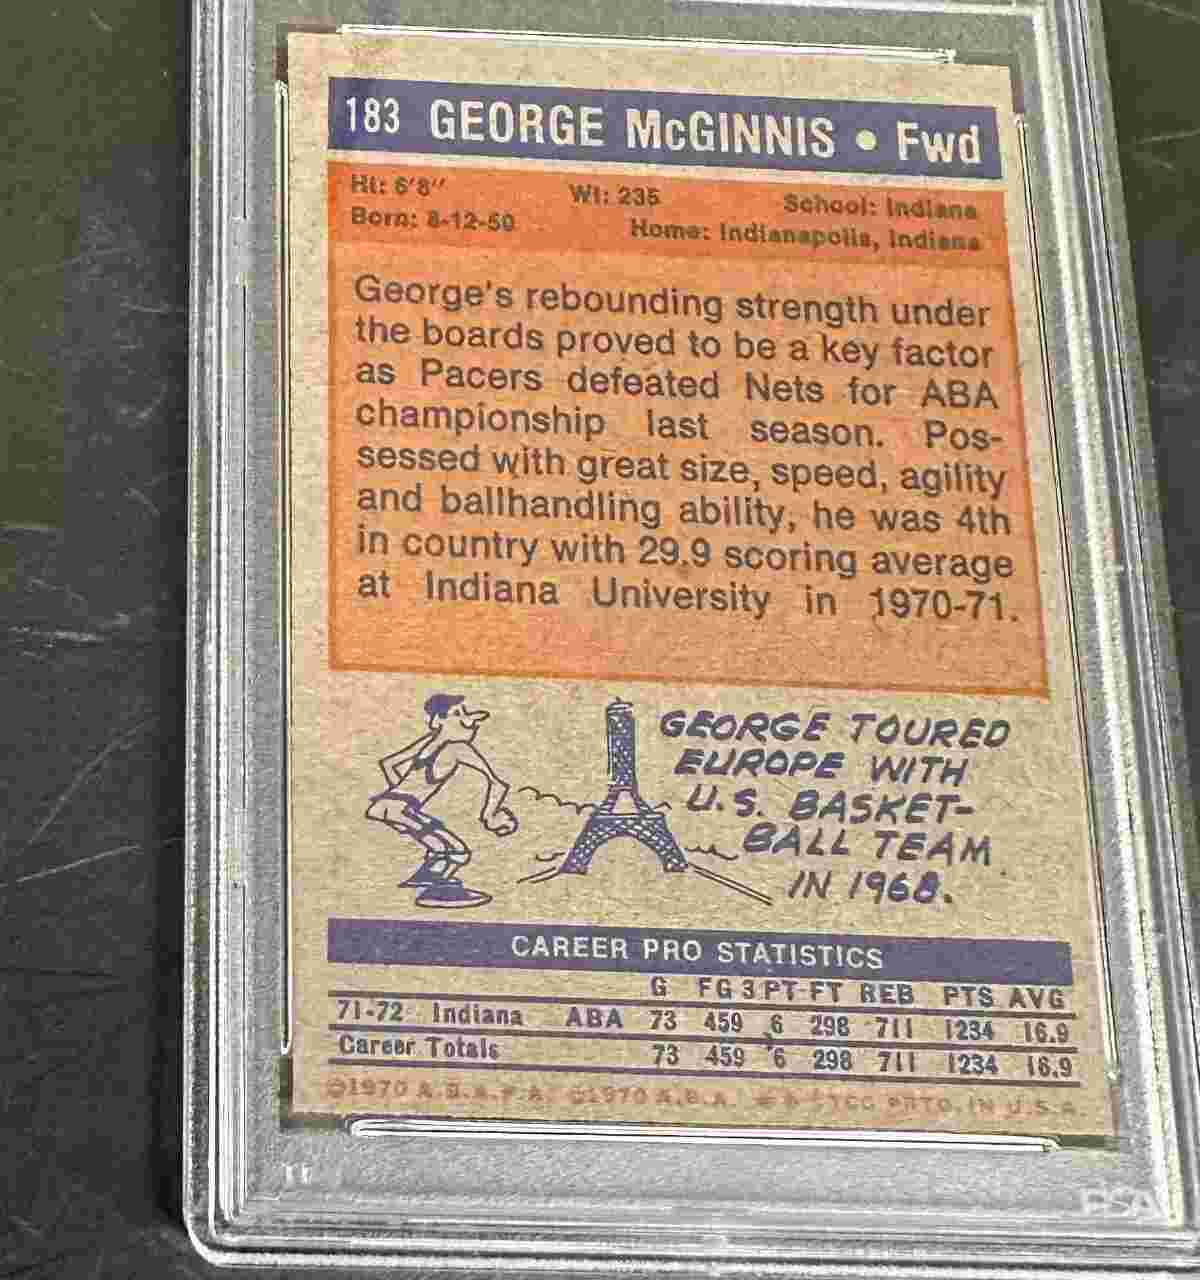 183 GEORGE McGINNIS • Fwd
Ht: 6'8" Wt: 235 School: Indiana
Born: 8-12-50 Home: Indianapolis, Indiana
George's rebounding strength under
the boards proved to be a key factor
as Pacers defeated Nets for ABA
championship last season. Pos-
sessed with great size, speed, agility
and ballhandling ability, he was 4th
in country with 29.9 scoring average
at Indiana University in 1970-71.
GEORGE TOURED
EUROPE WITH
U.S. BASKET-
BALL TEAM
IN 1968.
CAREER PRO STATISTICS
G FG 3PT FT REB PTS AVG
71-72 Indiana ABA 73 459 6 298 711 1234 16.9
Career Totals 73 459 6 298 711 1234 16.9
©1970 A.B.A.P.A. ©1970 A.B.A. TCG PRTD. IN U.S.A.
PSA